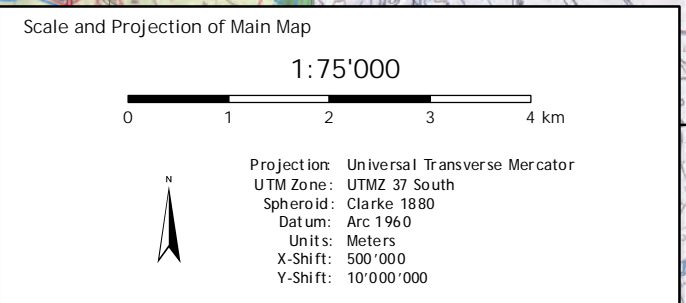 Scale and Projection of Main Map
1:75'000
0 1 2 3 4 km
N
Projection: Universal Transverse Mercator
UTM Zone: UTMZ 37 South
Spheroid: Clarke 1880
Datum: Arc 1960
Units: Meters
X-Shift: 500'000
Y-Shift: 10'000'000